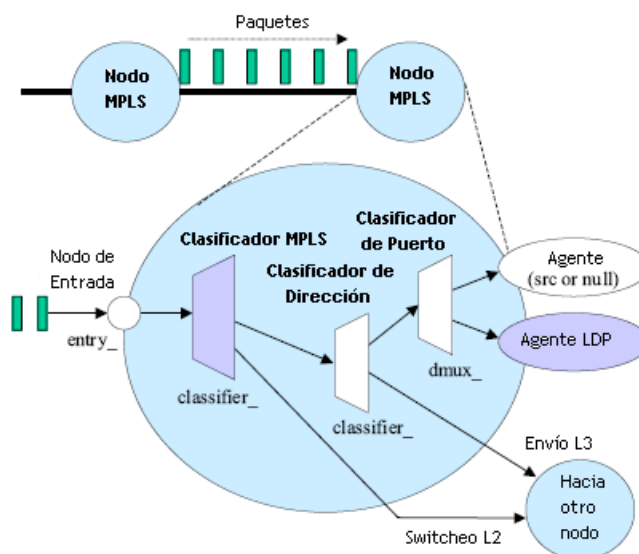 Paquetes
Nodo
MPLS
Nodo
MPLS
Clasificador
de Puerto
Clasificador MPLS
Clasificador de
Dirección
Nodo de
Entrada
Agente
(src or null)
Agente LDP
entry_
dmux_
classifier_
classifier_
Envío L3
Hacia
otro
nodo
Switcheo L2